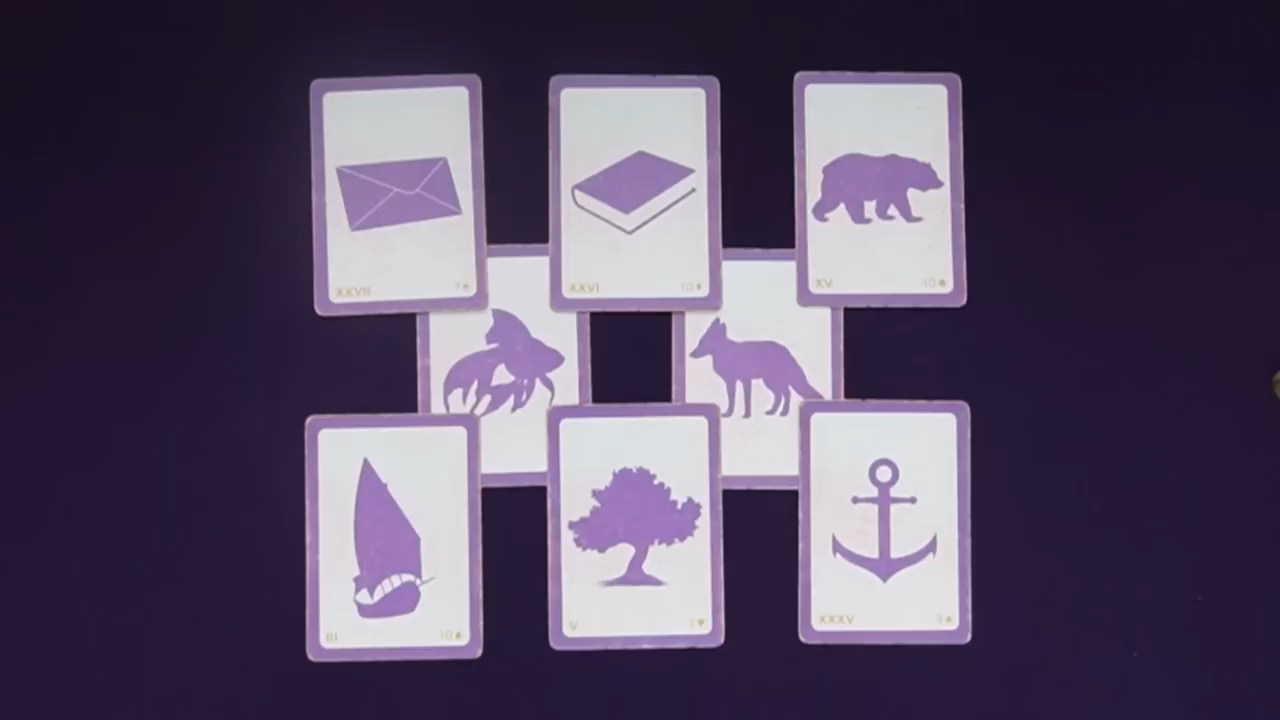 XXVII 7♠
XXVI 10♦
XV 10♣
III 10♠
V 7♥
XXXV 9♠